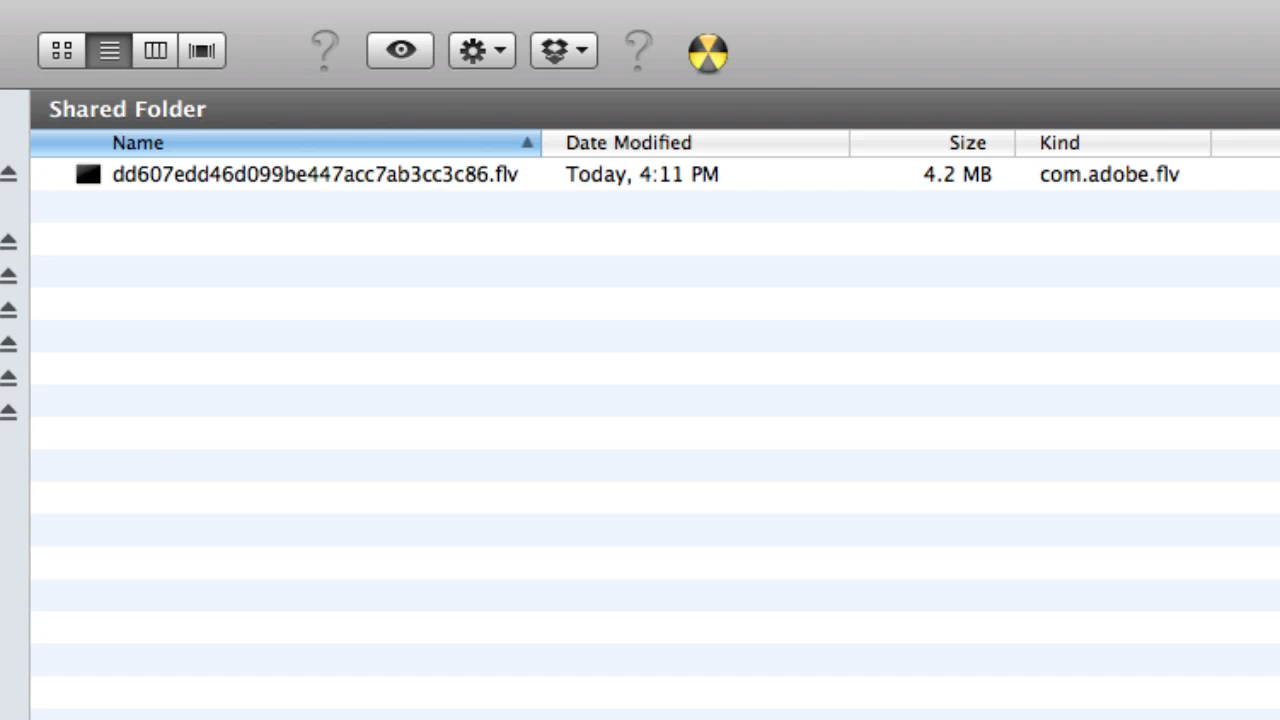 Shared Folder
Name Date Modified Size Kind
dd607edd46d099be447acc7ab3cc3c86.flv Today, 4:11 PM 4.2 MB com.adobe.flv